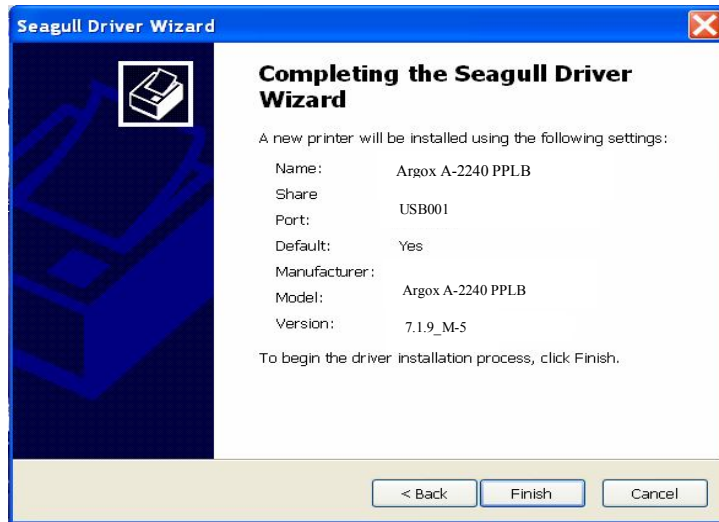 Seagull Driver Wizard
Completing the Seagull Driver
Wizard
A new printer will be installed using the following settings:
Name: Argox A-2240 PPLB
Share
Port: USB001
Default: Yes
Manufacturer:
Model: Argox A-2240 PPLB
Version: 7.1.9_M-5
To begin the driver installation process, click Finish.
< Back Finish Cancel